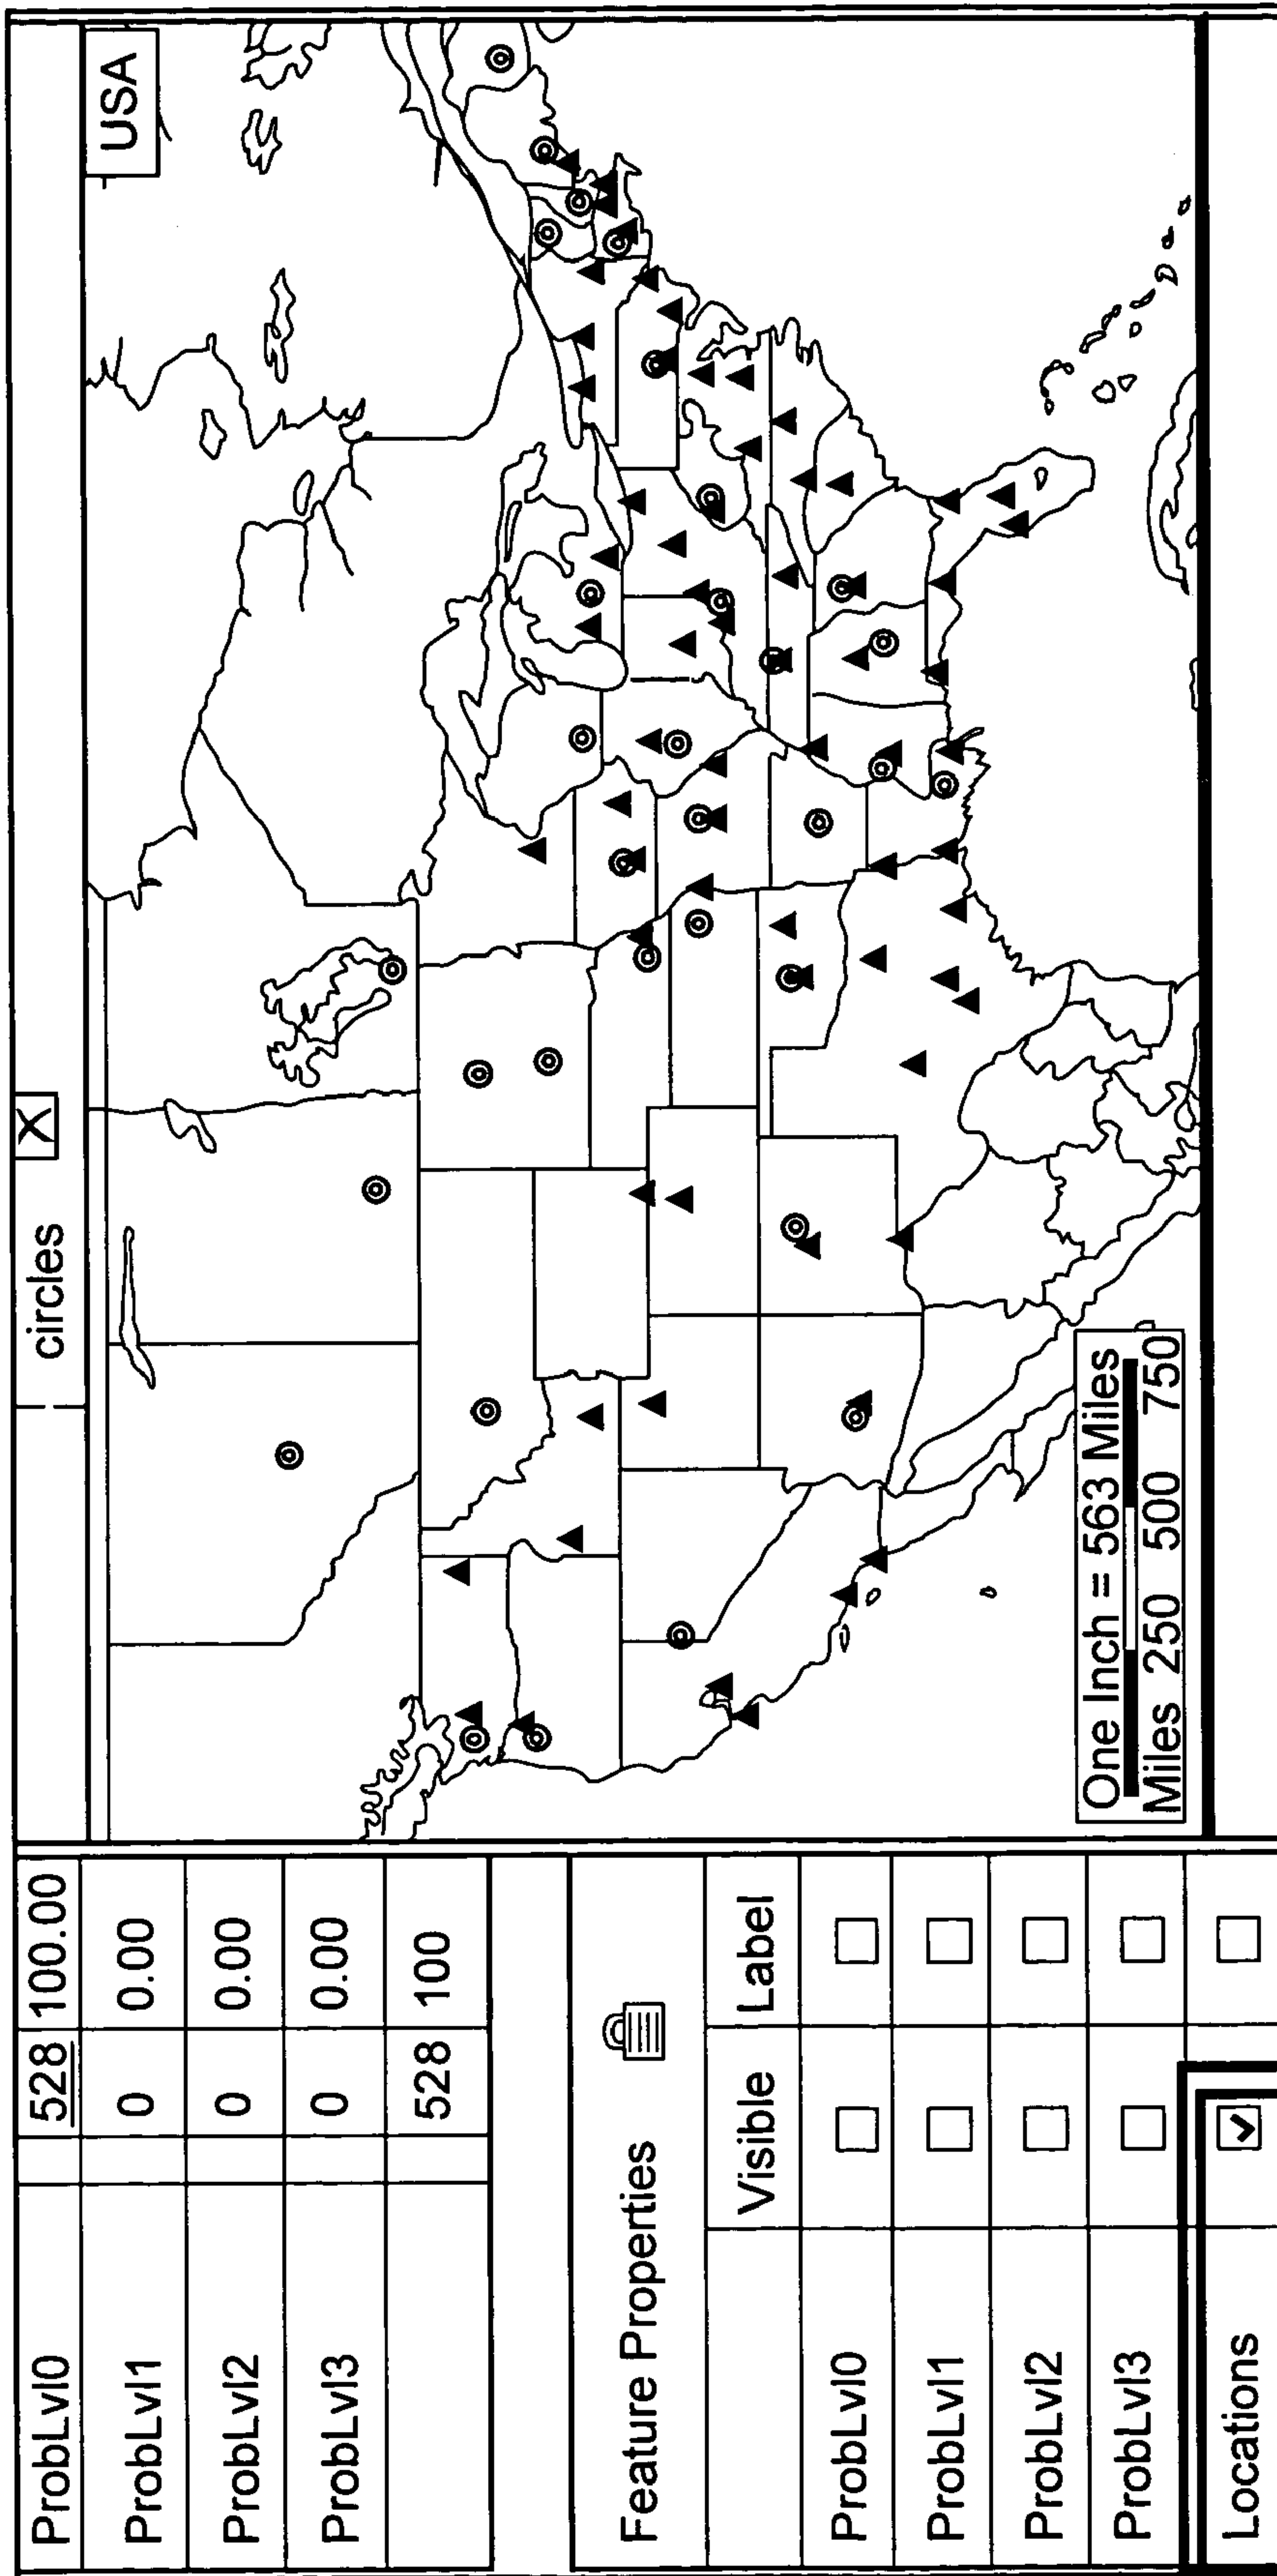 ProbLvl0 528 100.00
ProbLvl1 0 0.00
ProbLvl2 0 0.00
ProbLvl3 0 0.00
528 100
Feature Properties
Visible Label
ProbLvl0
ProbLvl1
ProbLvl2
ProbLvl3
Locations
circles X
USA
One Inch = 563 Miles
Miles 250 500 750